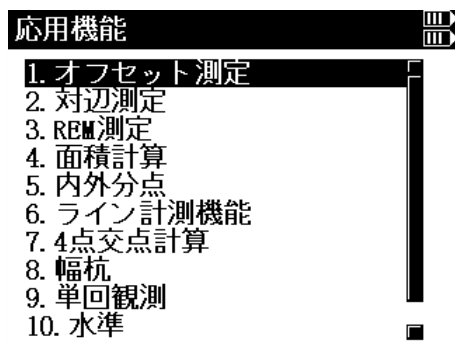 応用機能
1. オフセット測定
2. 対辺測定
3. REM測定
4. 面積計算
5. 内外分点
6. ライン計測機能
7. 4点交点計算
8. 幅杭
9. 単回観測
10. 水準